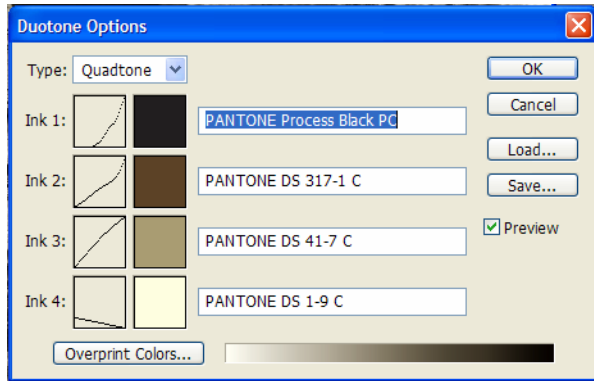 Duotone Options
Type: Quadtone
OK
Ink 1: PANTONE Process Black PC
Cancel
Load...
Ink 2: PANTONE DS 317-1 C
Save...
Ink 3: PANTONE DS 41-7 C
Preview
Ink 4: PANTONE DS 1-9 C
Overprint Colors...